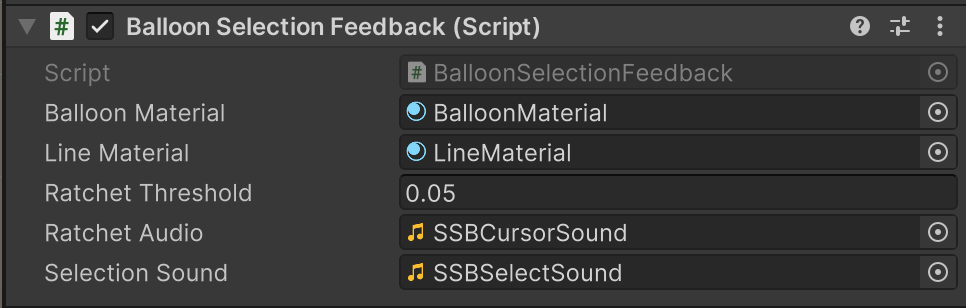 Balloon Selection Feedback (Script)
Script BalloonSelectionFeedback
Balloon Material BalloonMaterial
Line Material LineMaterial
Ratchet Threshold 0.05
Ratchet Audio SSBCursorSound
Selection Sound SSBSelectSound